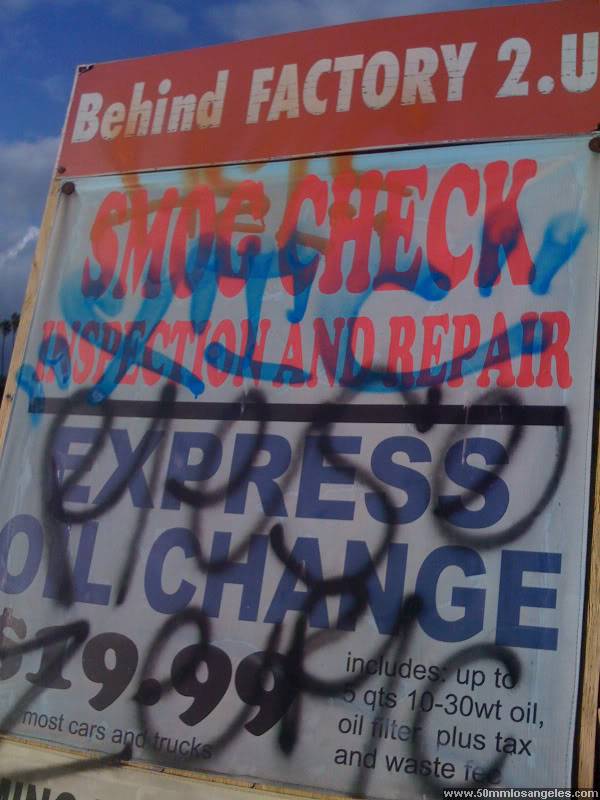 Behind FACTORY 2.U
SMOG CHECK
INSPECTION AND REPAIR
EXPRESS
OIL CHANGE
$19.99
most cars and trucks
includes: up to
5 qts 10-30wt oil,
oil filter plus tax
and waste fee
www.50mmlosangeles.com